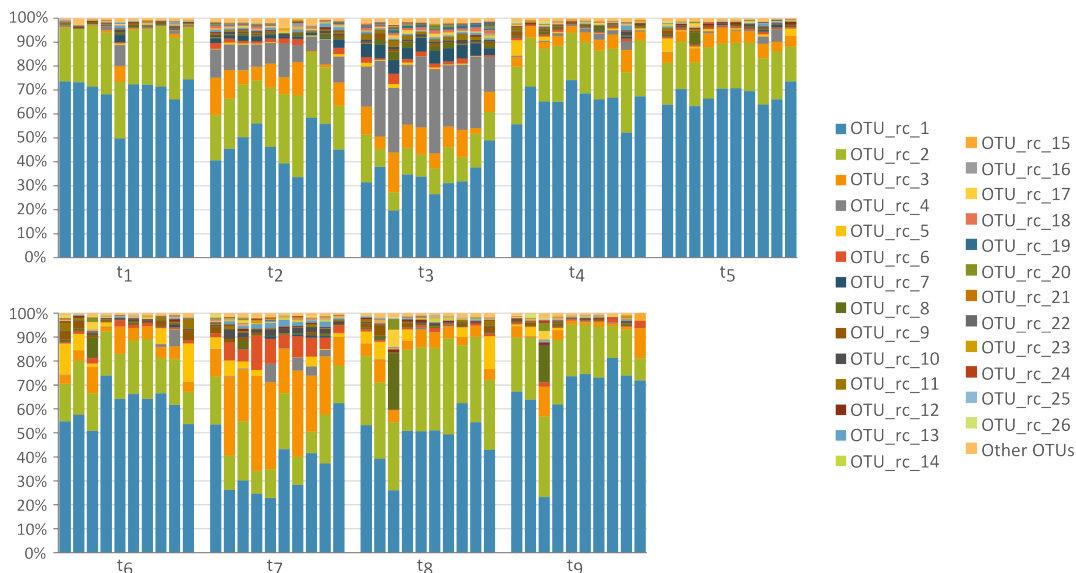 100%
90%
80%
70%
60%
50%
40%
30%
20%
10%
0%
t1 t2 t3 t4 t5
100%
90%
80%
70%
60%
50%
40%
30%
20%
10%
0%
t6 t7 t8 t9
OTU_rc_1
OTU_rc_2
OTU_rc_3
OTU_rc_4
OTU_rc_5
OTU_rc_6
OTU_rc_7
OTU_rc_8
OTU_rc_9
OTU_rc_10
OTU_rc_11
OTU_rc_12
OTU_rc_13
OTU_rc_14
OTU_rc_15
OTU_rc_16
OTU_rc_17
OTU_rc_18
OTU_rc_19
OTU_rc_20
OTU_rc_21
OTU_rc_22
OTU_rc_23
OTU_rc_24
OTU_rc_25
OTU_rc_26
Other OTUs